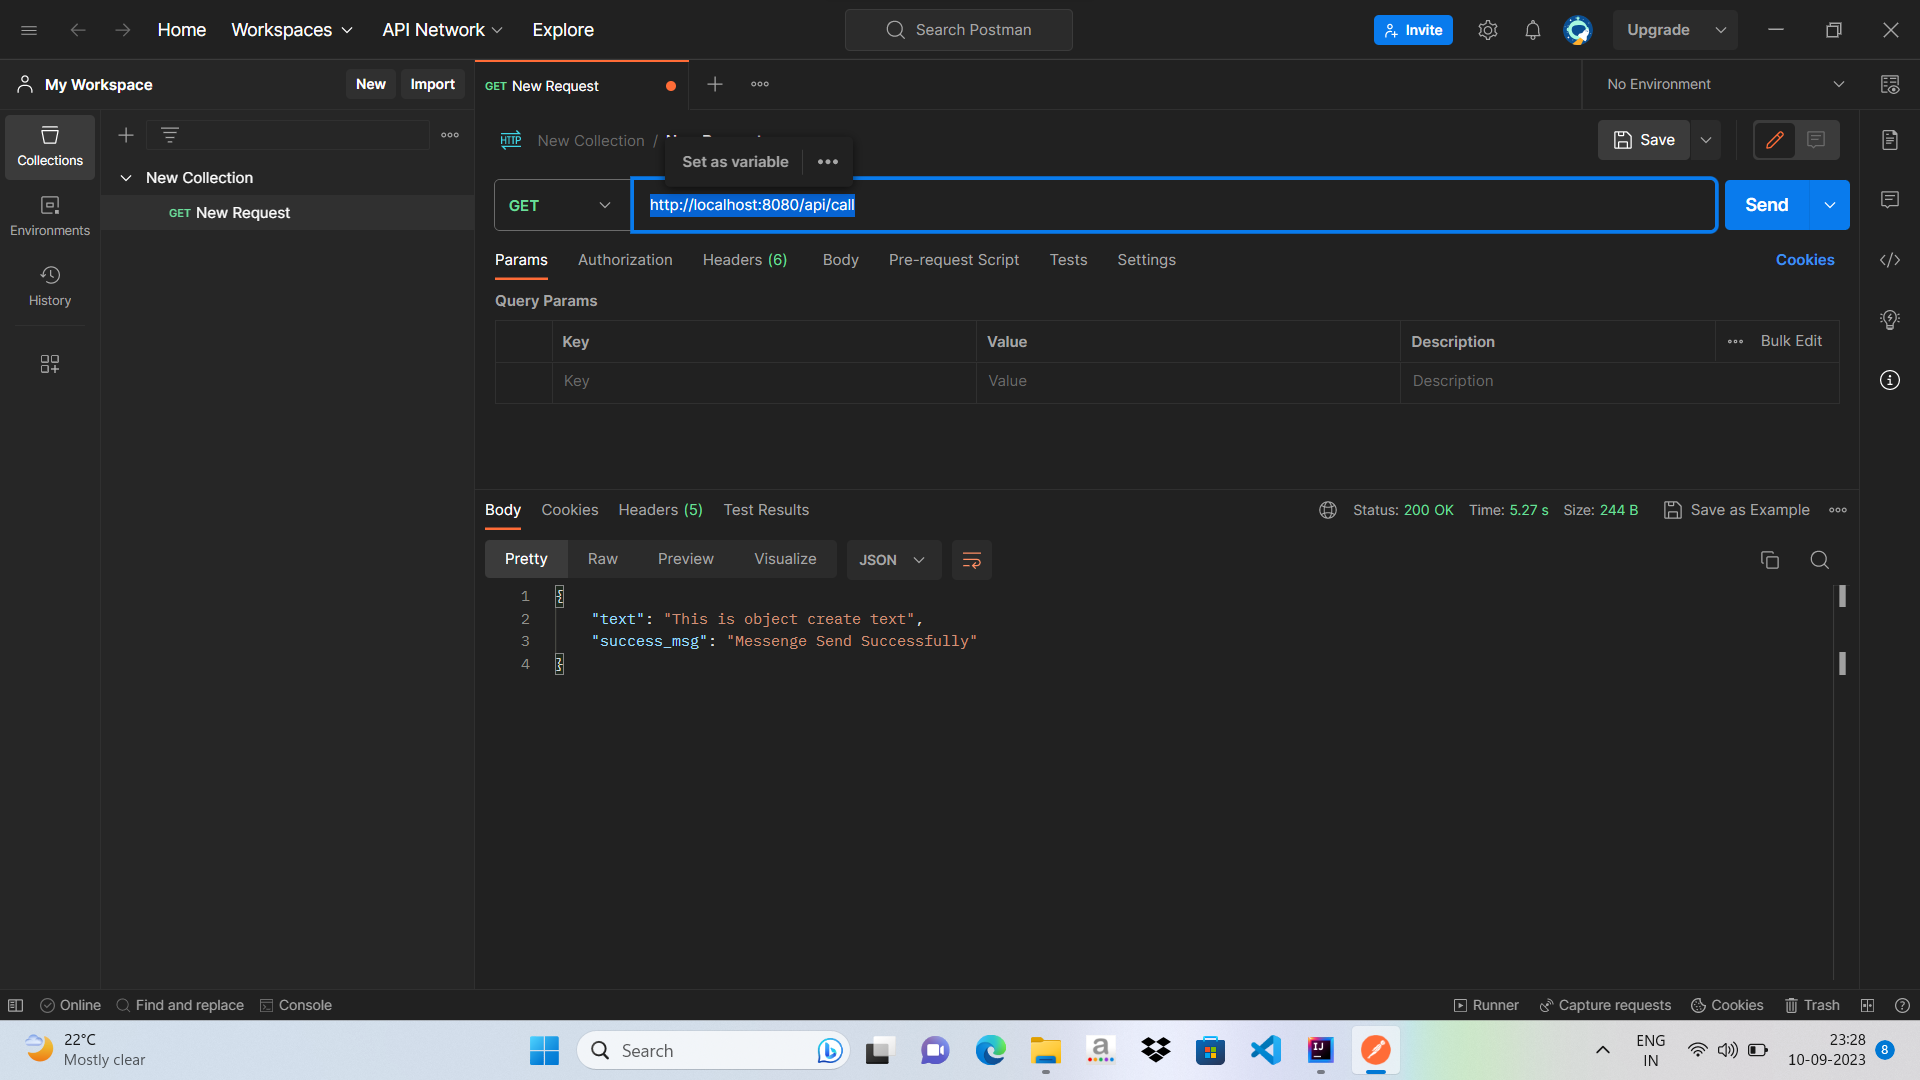 Home Workspaces API Network Explore Search Postman Invite Upgrade
My Workspace New Import GET New Request No Environment
New Collection / Save
Collections
Set as variable
New Collection
GET New Request
GET http://localhost:8080/api/call Send
Environments
Params Authorization Headers (6) Body Pre-request Script Tests Settings Cookies
History
Query Params
Key Value Description Bulk Edit
Key Value Description
Body Cookies Headers (5) Test Results Status: 200 OK Time: 5.27 s Size: 244 B Save as Example
Pretty Raw Preview Visualize JSON
1 {
2 "text": "This is object create text",
3 "success_msg": "Messenge Send Successfully"
4 }
Online Find and replace Console Runner Capture requests Cookies Trash
22°C
Mostly clear
Search
ENG
IN
23:28
10-09-2023
8